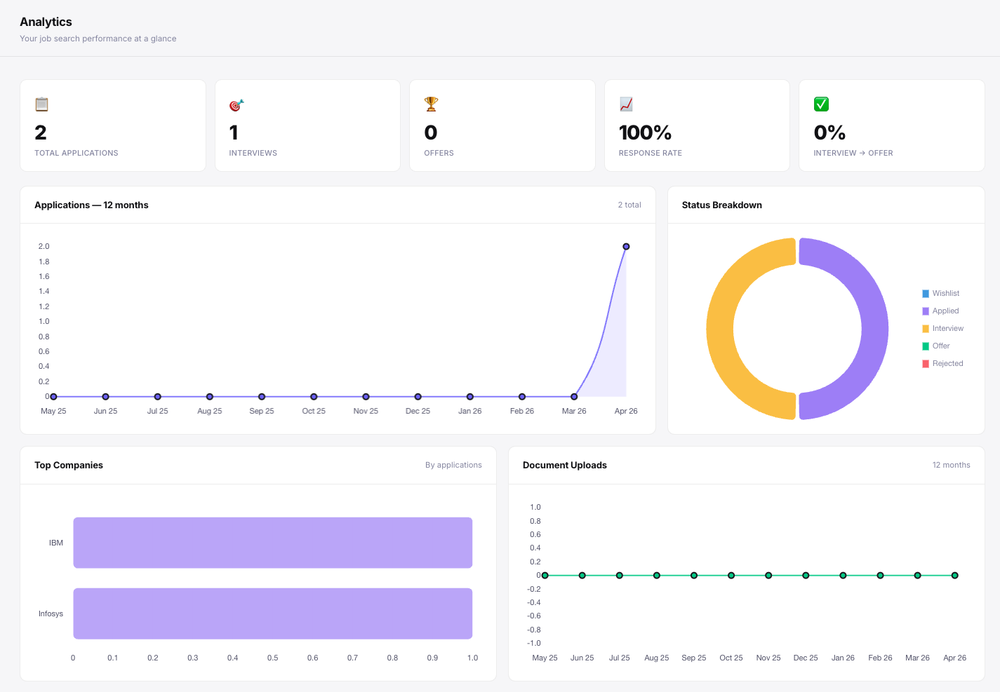 Analytics
Your job search performance at a glance
2
TOTAL APPLICATIONS
1
INTERVIEWS
0
OFFERS
100%
RESPONSE RATE
0%
INTERVIEW → OFFER
Applications — 12 months
2 total
2.0
1.8
1.6
1.4
1.2
1.0
0.8
0.6
0.4
0.2
0
May 25 Jun 25 Jul 25 Aug 25 Sep 25 Oct 25 Nov 25 Dec 25 Jan 26 Feb 26 Mar 26 Apr 26
Status Breakdown
Wishlist
Applied
Interview
Offer
Rejected
Top Companies
By applications
IBM
Infosys
0 0.1 0.2 0.3 0.4 0.5 0.6 0.7 0.8 0.9 1.0
Document Uploads
12 months
1.0
0.8
0.6
0.4
0.2
0
-0.2
-0.4
-0.6
-0.8
-1.0
May 25 Jun 25 Jul 25 Aug 25 Sep 25 Oct 25 Nov 25 Dec 25 Jan 26 Feb 26 Mar 26 Apr 26